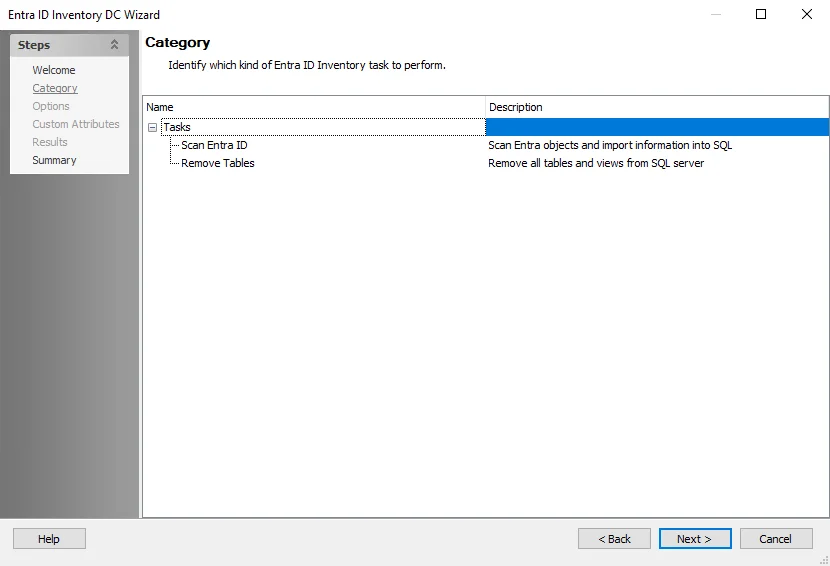 Entra ID Inventory DC Wizard
Steps
Welcome
Category
Options
Custom Attributes
Results
Summary
Category
Identify which kind of Entra ID Inventory task to perform.
Name Description
Tasks
Scan Entra ID Scan Entra objects and import information into SQL
Remove Tables Remove all tables and views from SQL server
Help < Back Next > Cancel